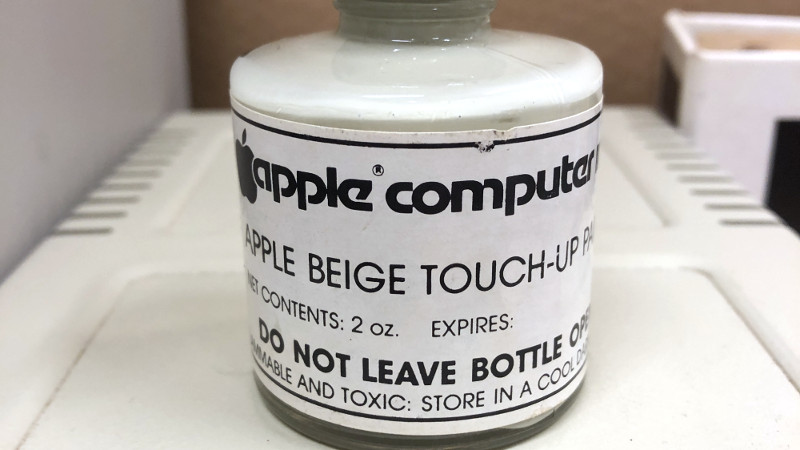 apple® computer
APPLE BEIGE TOUCH-UP
NET CONTENTS: 2 oz. EXPIRES:
DO NOT LEAVE BOTTLE
AND TOXIC: STORE IN A COOL